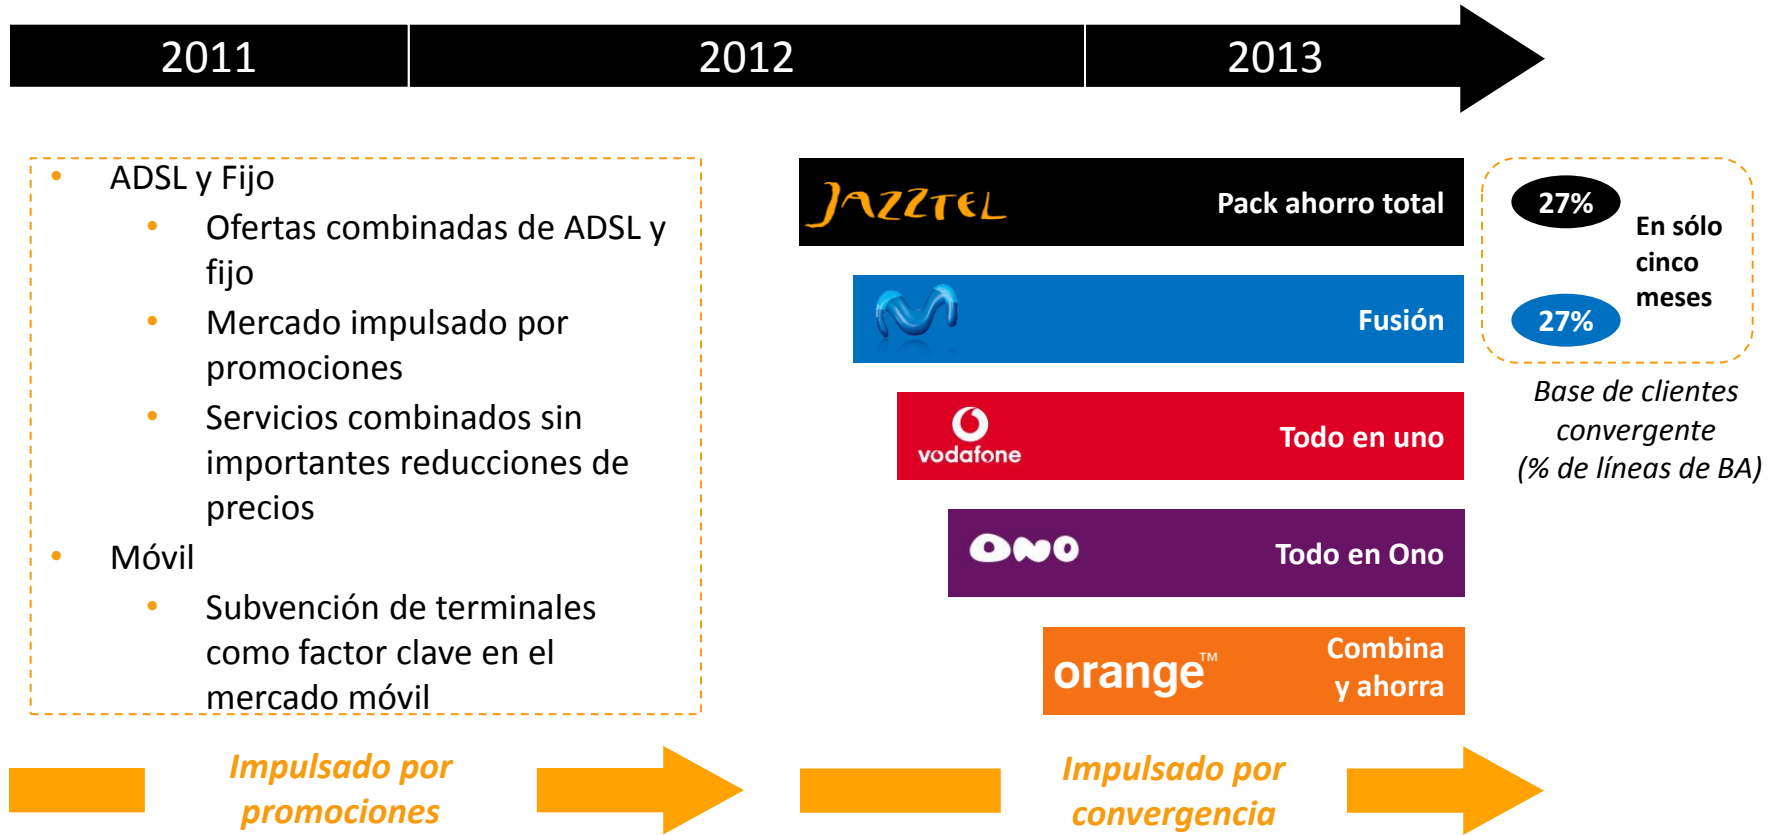 2011
2012
2013
• ADSL y Fijo
• Ofertas combinadas de ADSL y
fijo
• Mercado impulsado por
promociones
• Servicios combinados sin
importantes reducciones de
precios
• Móvil
• Subvención de terminales
como factor clave en el
mercado móvil
JAZZTEL
Pack ahorro total
Fusión
vodafone
Todo en uno
ONO
Todo en Ono
orange™
Combina
y ahorra
27%
27%
En sólo
cinco
meses
Base de clientes
convergente
(% de líneas de BA)
Impulsado por
promociones
Impulsado por
convergencia